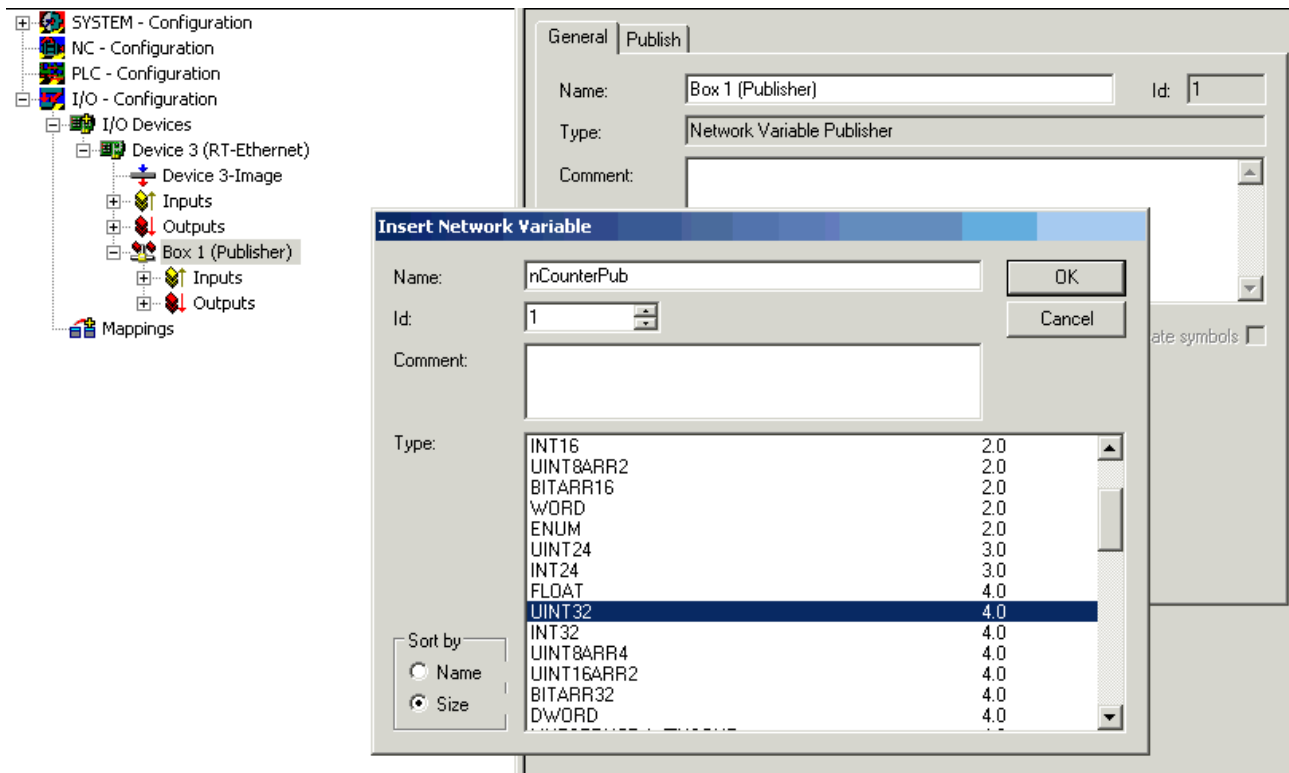 SYSTEM - Configuration
NC - Configuration
PLC - Configuration
I/O - Configuration
I/O Devices
Device 3 (RT-Ethernet)
Device 3-Image
Inputs
Outputs
Box 1 (Publisher)
Inputs
Outputs
Mappings
General Publish
Name: Box 1 (Publisher) Id: 1
Type: Network Variable Publisher
Comment:
ate symbols
Insert Network Variable
Name: nCounterPub OK
Id: 1 Cancel
Comment:
Type:
INT16 2.0
UINT8ARR2 2.0
BITARR16 2.0
WORD 2.0
ENUM 2.0
UINT24 3.0
INT24 3.0
FLOAT 4.0
UINT32 4.0
INT32 4.0
UINT8ARR4 4.0
UINT16ARR2 4.0
BITARR32 4.0
DWORD 4.0
Sort by
Name
Size